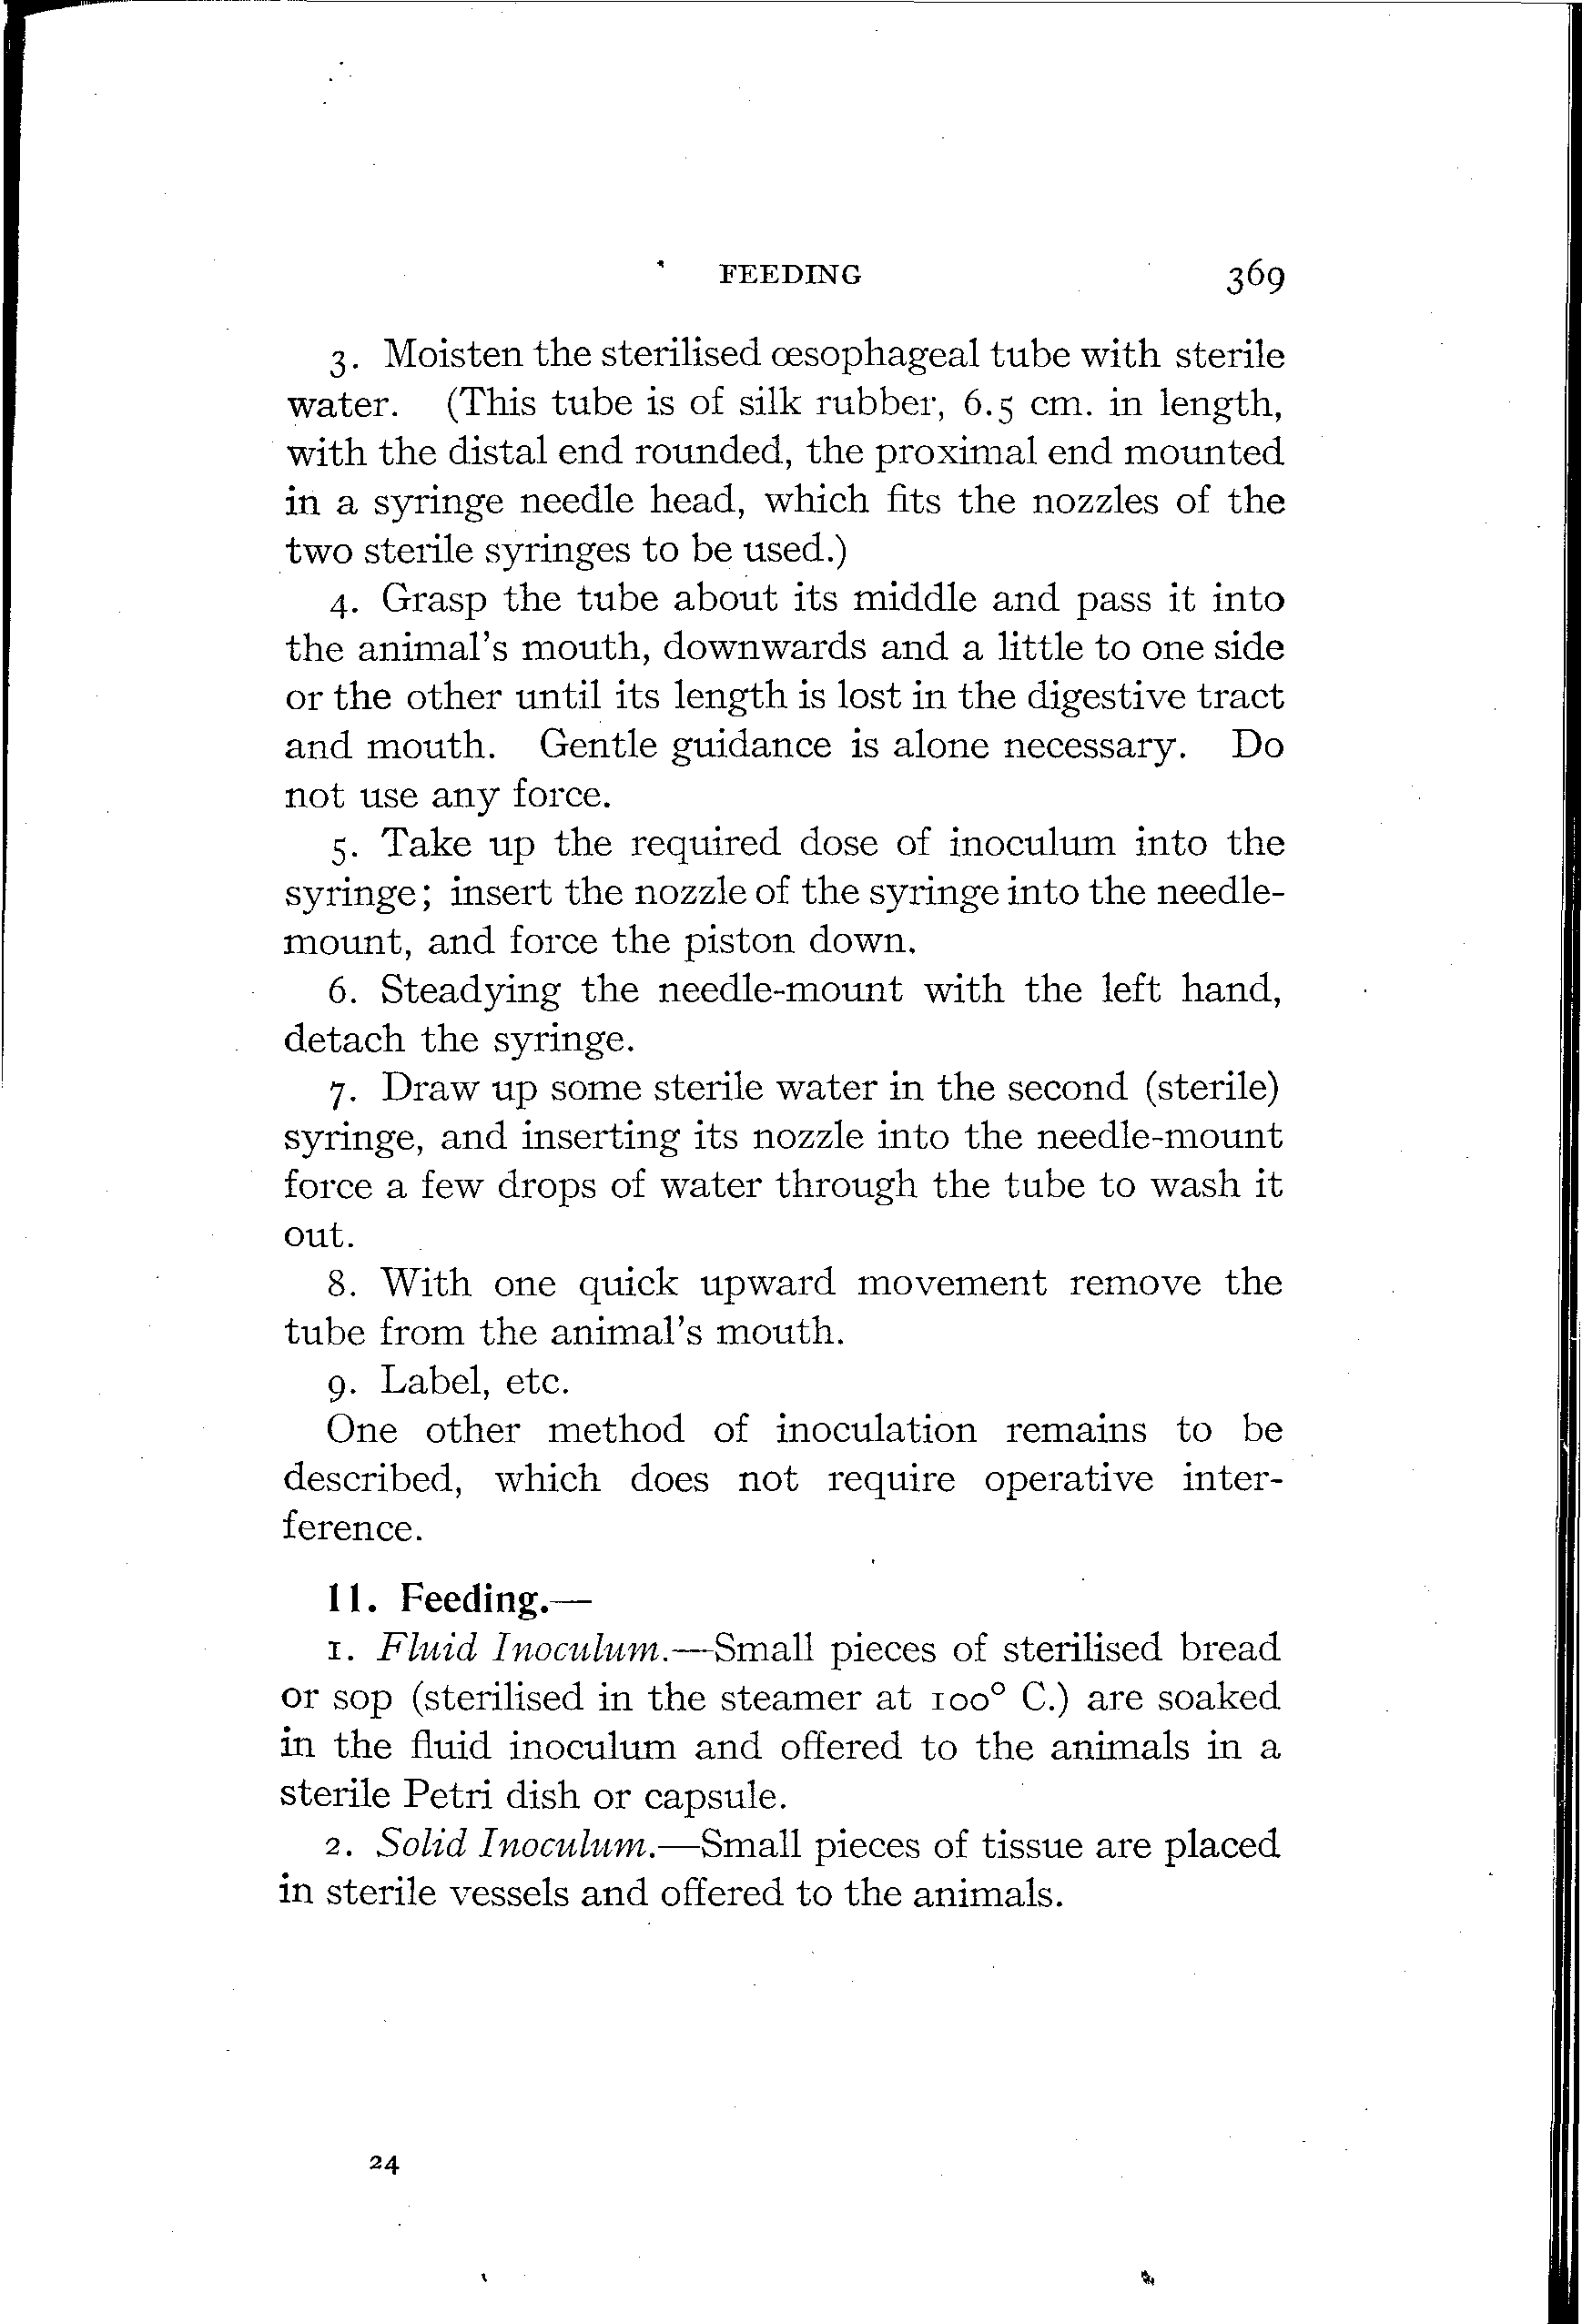 FEEDING 369
3. Moisten the sterilised œsophageal tube with sterile
water. (This tube is of silk rubber, 6.5 cm. in length,
with the distal end rounded, the proximal end mounted
in a syringe needle head, which fits the nozzles of the
two sterile syringes to be used.)
4. Grasp the tube about its middle and pass it into
the animal's mouth, downwards and a little to one side
or the other until its length is lost in the digestive tract
and mouth. Gentle guidance is alone necessary. Do
not use any force.
5. Take up the required dose of inoculum into the
syringe; insert the nozzle of the syringe into the needle-
mount, and force the piston down.
6. Steadying the needle-mount with the left hand,
detach the syringe.
7. Draw up some sterile water in the second (sterile)
syringe, and inserting its nozzle into the needle-mount
force a few drops of water through the tube to wash it
out.
8. With one quick upward movement remove the
tube from the animal's mouth.
9. Label, etc.
One other method of inoculation remains to be
described, which does not require operative inter-
ference.
11. Feeding.—
1. Fluid Inoculum.—Small pieces of sterilised bread
or sop (sterilised in the steamer at 100° C.) are soaked
in the fluid inoculum and offered to the animals in a
sterile Petri dish or capsule.
2. Solid Inoculum.—Small pieces of tissue are placed
in sterile vessels and offered to the animals.
24